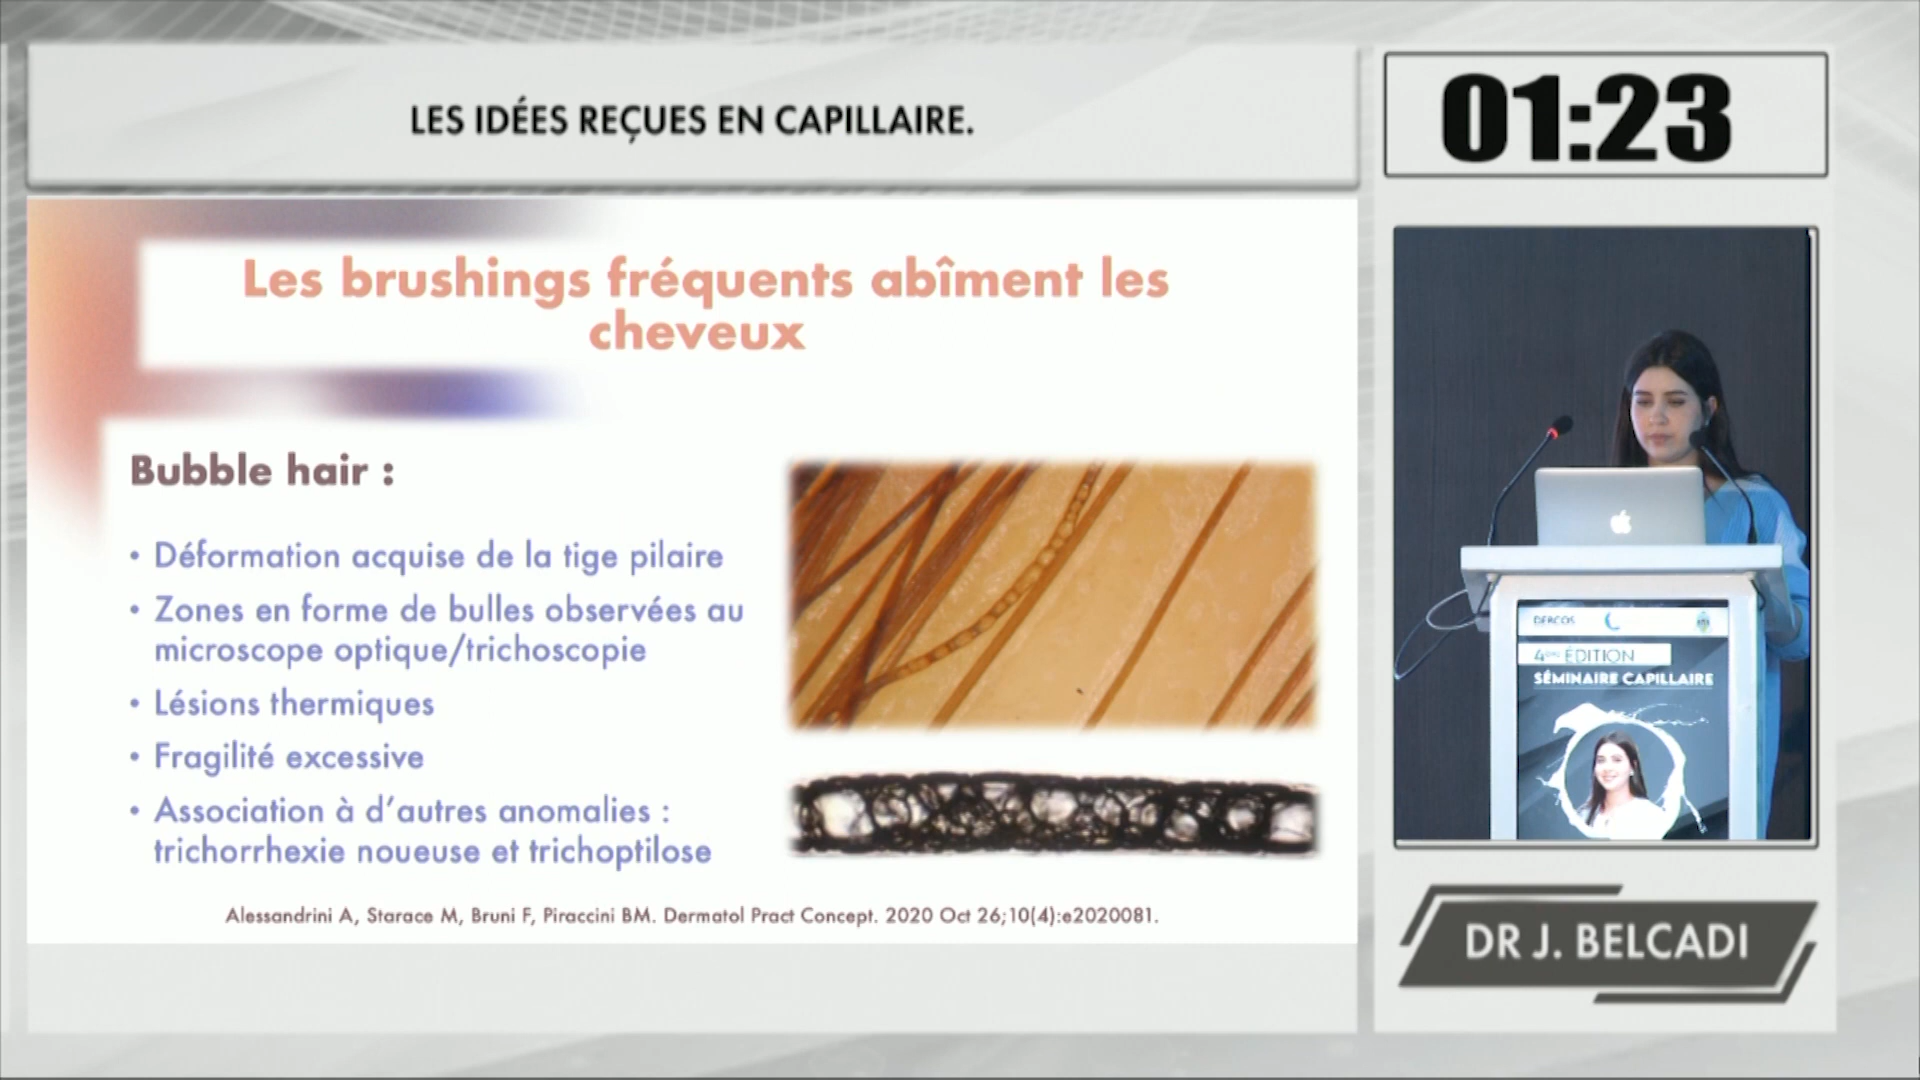 LES IDÉES REÇUES EN CAPILLAIRE.
01:23
Les brushings fréquents abîment les
cheveux
Bubble hair :
• Déformation acquise de la tige pilaire
• Zones en forme de bulles observées au
microscope optique/trichoscopie
• Lésions thermiques
• Fragilité excessive
• Association à d’autres anomalies :
trichorrhexie noueuse et trichoptilose
Alessandrini A, Starace M, Bruni F, Piraccini BM. Dermatol Pract Concept. 2020 Oct 26;10(4):e2020081.
DERCOS
4ème ÉDITION
SÉMINAIRE CAPILLAIRE
DR J. BELCADI